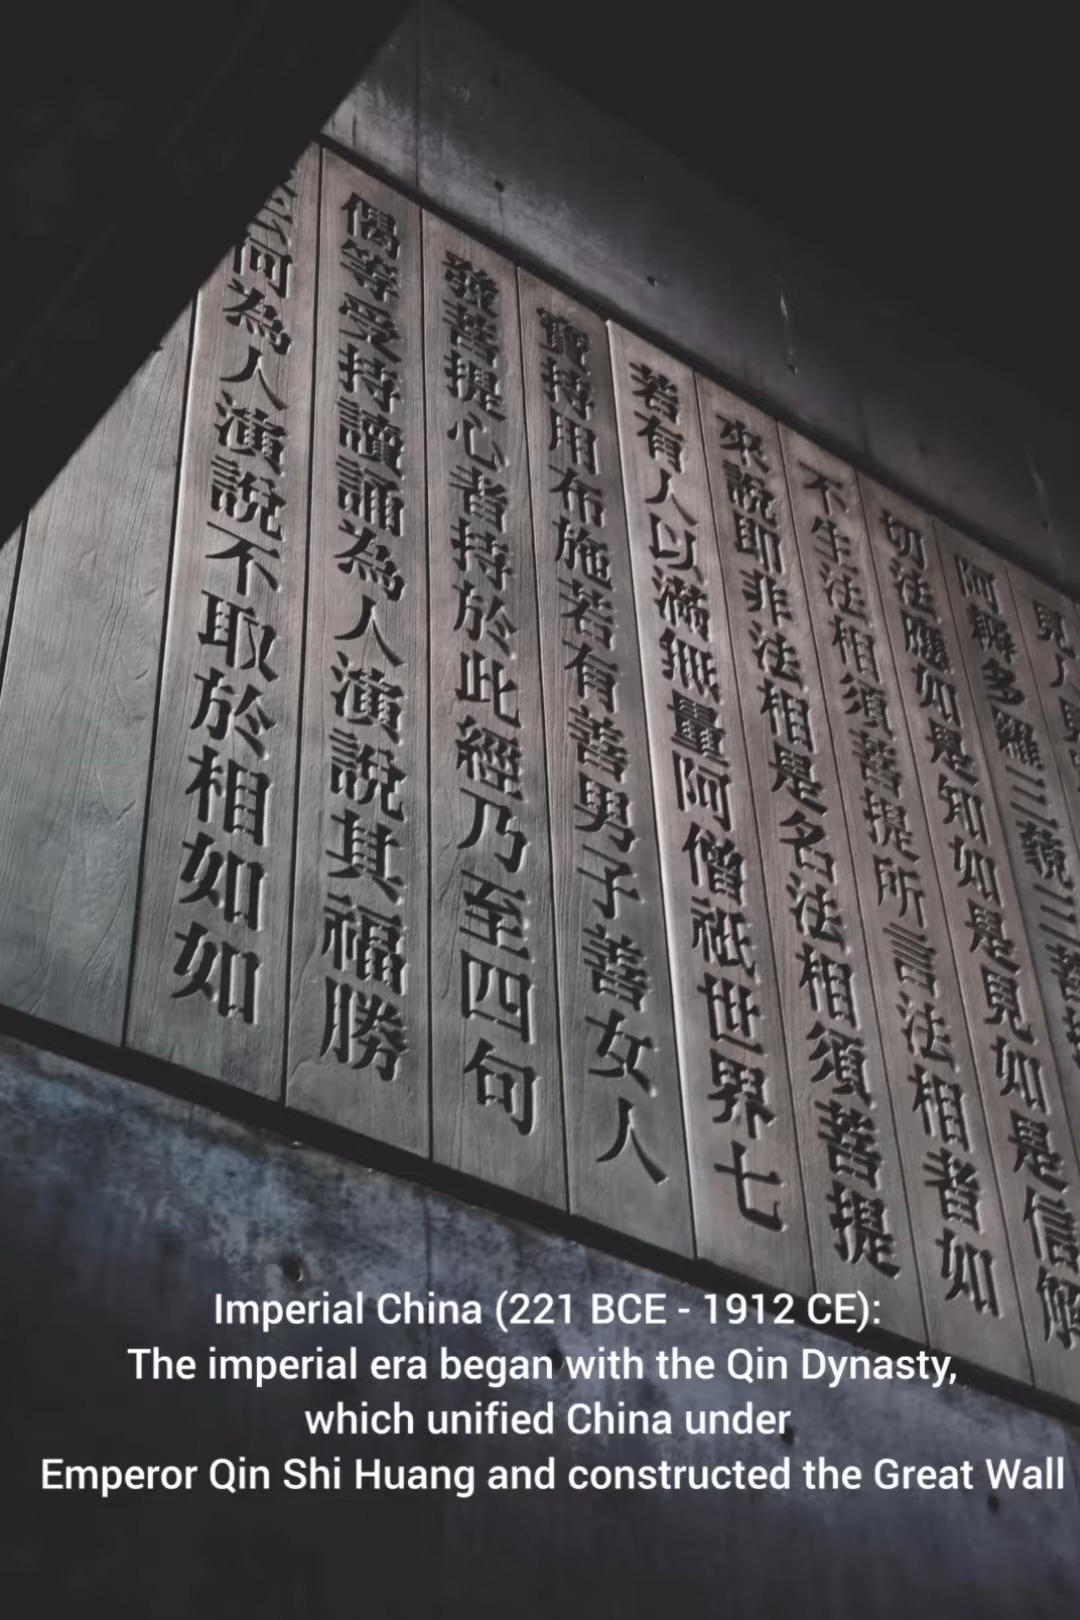 見人見
阿耨多羅三藐三菩提
切法應如是知如是見如是信解
不生法相須菩提所言法相者如
來說即非法相是名法相須菩提
若有人以滿無量阿僧祇世界七
寶持用布施若有善男子善女人
發菩提心者持於此經乃至四句
偈等受持讀誦為人演說其福勝
云何為人演說不取於相如如
Imperial China (221 BCE - 1912 CE):
The imperial era began with the Qin Dynasty,
which unified China under
Emperor Qin Shi Huang and constructed the Great Wall